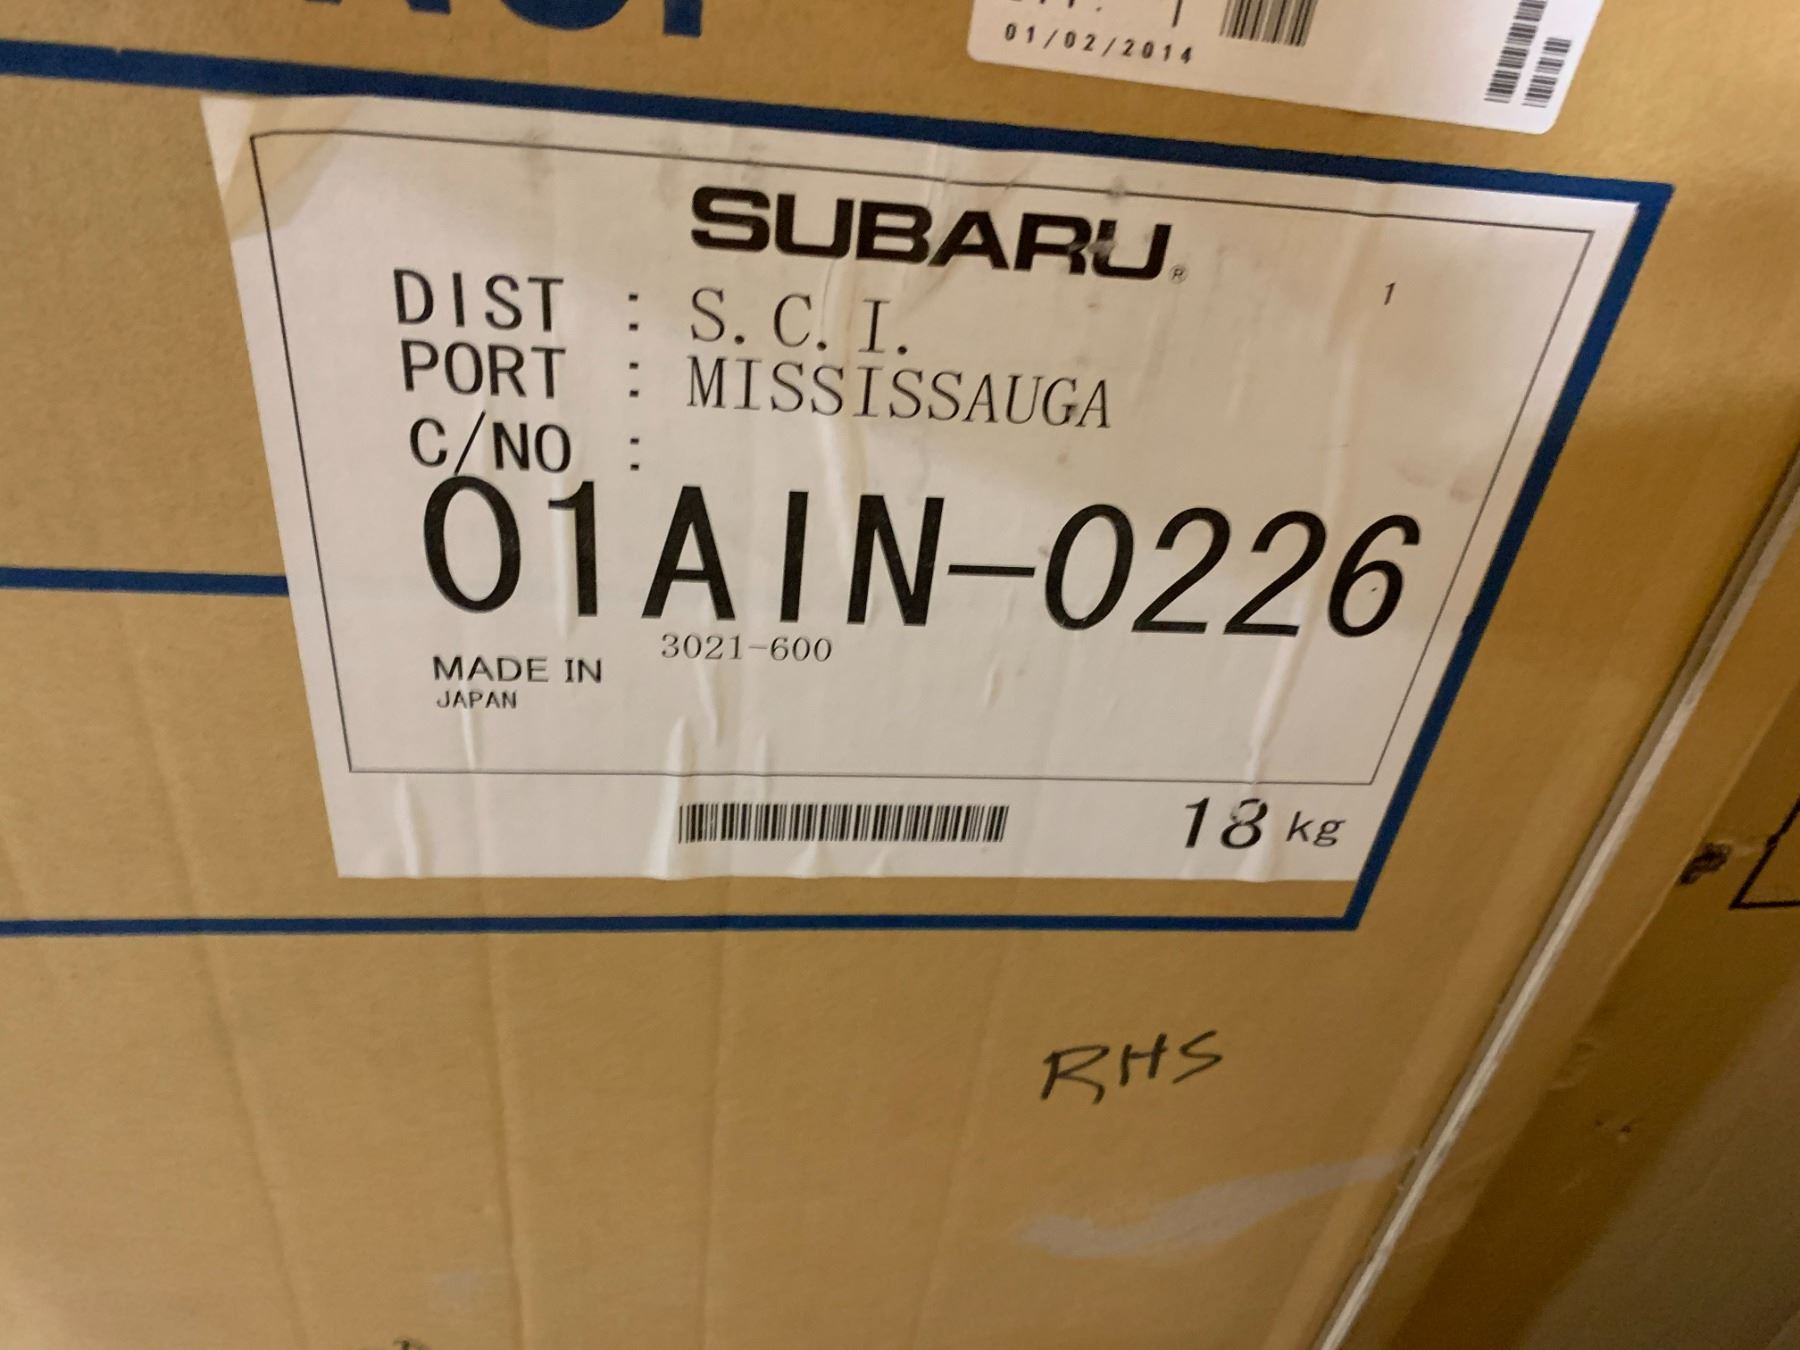 01/02/2014
SUBARU®
1
DIST : S.C.I.
PORT : MISSISSAUGA
C/NO :
01AIN-0226
3021-600
MADE IN
JAPAN
18 kg
RHS